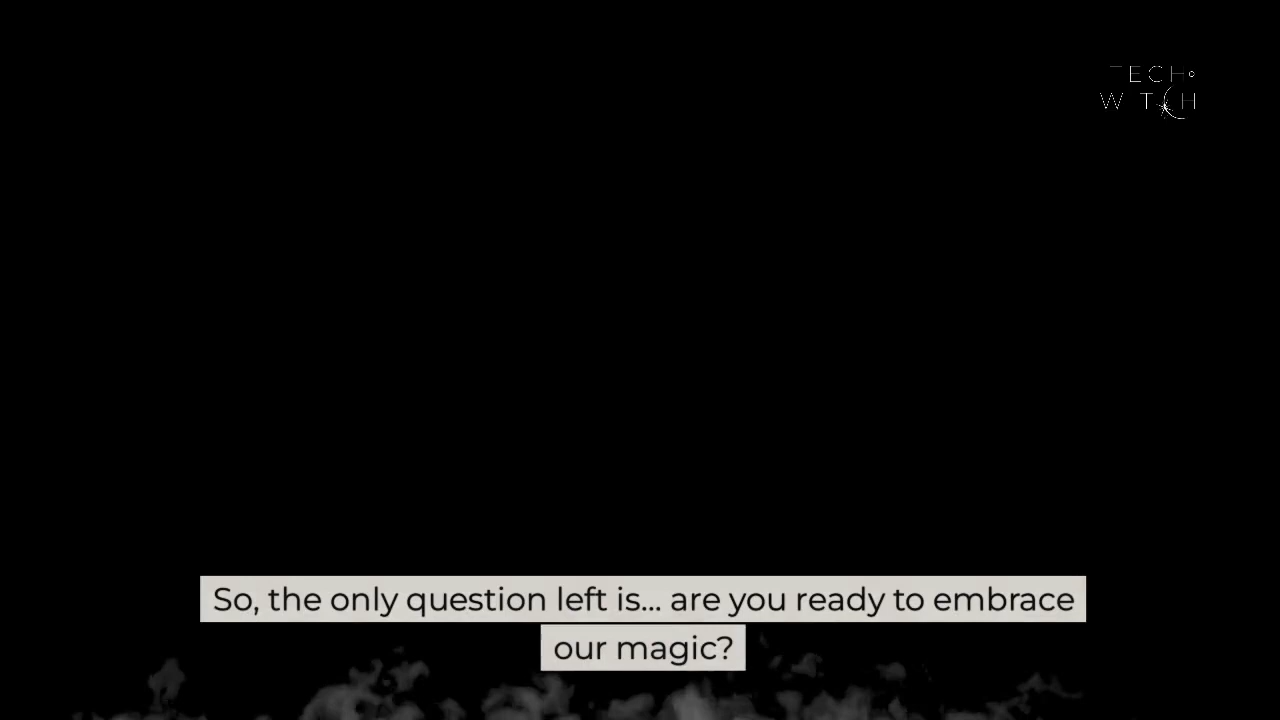 TECH
WITCH
So, the only question left is... are you ready to embrace
our magic?